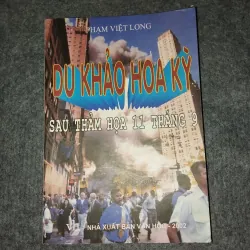 PHẠM VIỆT LONG
DU KHẢO HOA KỲ
SAU THẢM HỌA 11 THÁNG 9
NHÀ XUẤT BẢN VĂN HÓA - 2002